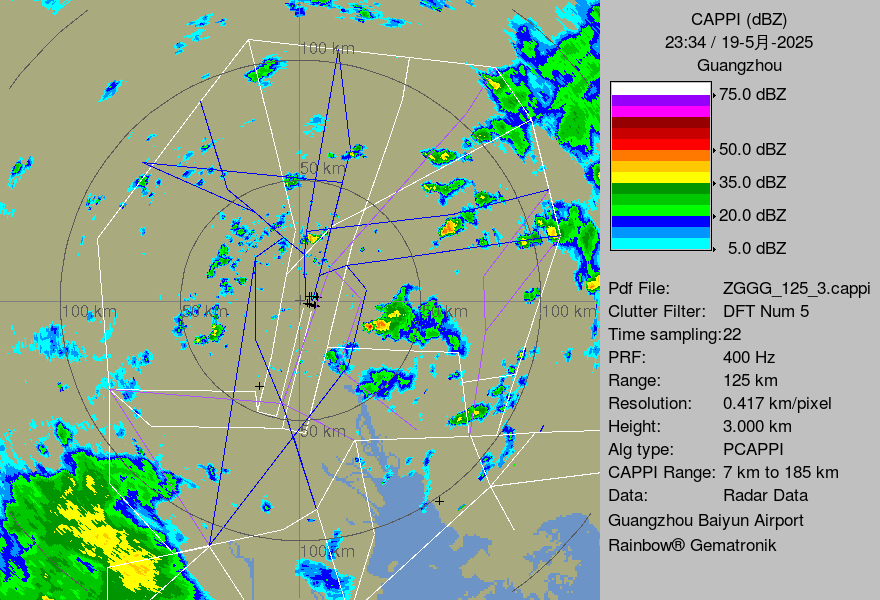 CAPPI (dBZ)
23:34 / 19-5月-2025
Guangzhou
75.0 dBZ
50.0 dBZ
35.0 dBZ
20.0 dBZ
5.0 dBZ
Pdf File: ZGGG_125_3.cappi
Clutter Filter: DFT Num 5
Time sampling:22
PRF: 400 Hz
Range: 125 km
Resolution: 0.417 km/pixel
Height: 3.000 km
Alg type: PCAPPI
CAPPI Range: 7 km to 185 km
Data: Radar Data
Guangzhou Baiyun Airport
Rainbow® Gematronik
100 km
50 km
100 km
50 km
50 km
100 km
50 km
100 km